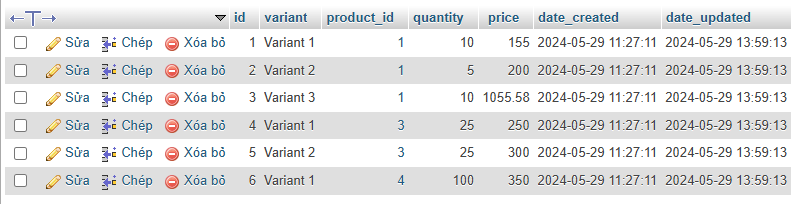 id variant product_id quantity price date_created date_updated
Sửa Chép Xóa bỏ 1 Variant 1 1 10 155 2024-05-29 11:27:11 2024-05-29 13:59:13
Sửa Chép Xóa bỏ 2 Variant 2 1 5 200 2024-05-29 11:27:11 2024-05-29 13:59:13
Sửa Chép Xóa bỏ 3 Variant 3 1 10 1055.58 2024-05-29 11:27:11 2024-05-29 13:59:13
Sửa Chép Xóa bỏ 4 Variant 1 3 25 250 2024-05-29 11:27:11 2024-05-29 13:59:13
Sửa Chép Xóa bỏ 5 Variant 2 3 25 300 2024-05-29 11:27:11 2024-05-29 13:59:13
Sửa Chép Xóa bỏ 6 Variant 1 4 100 350 2024-05-29 11:27:11 2024-05-29 13:59:13